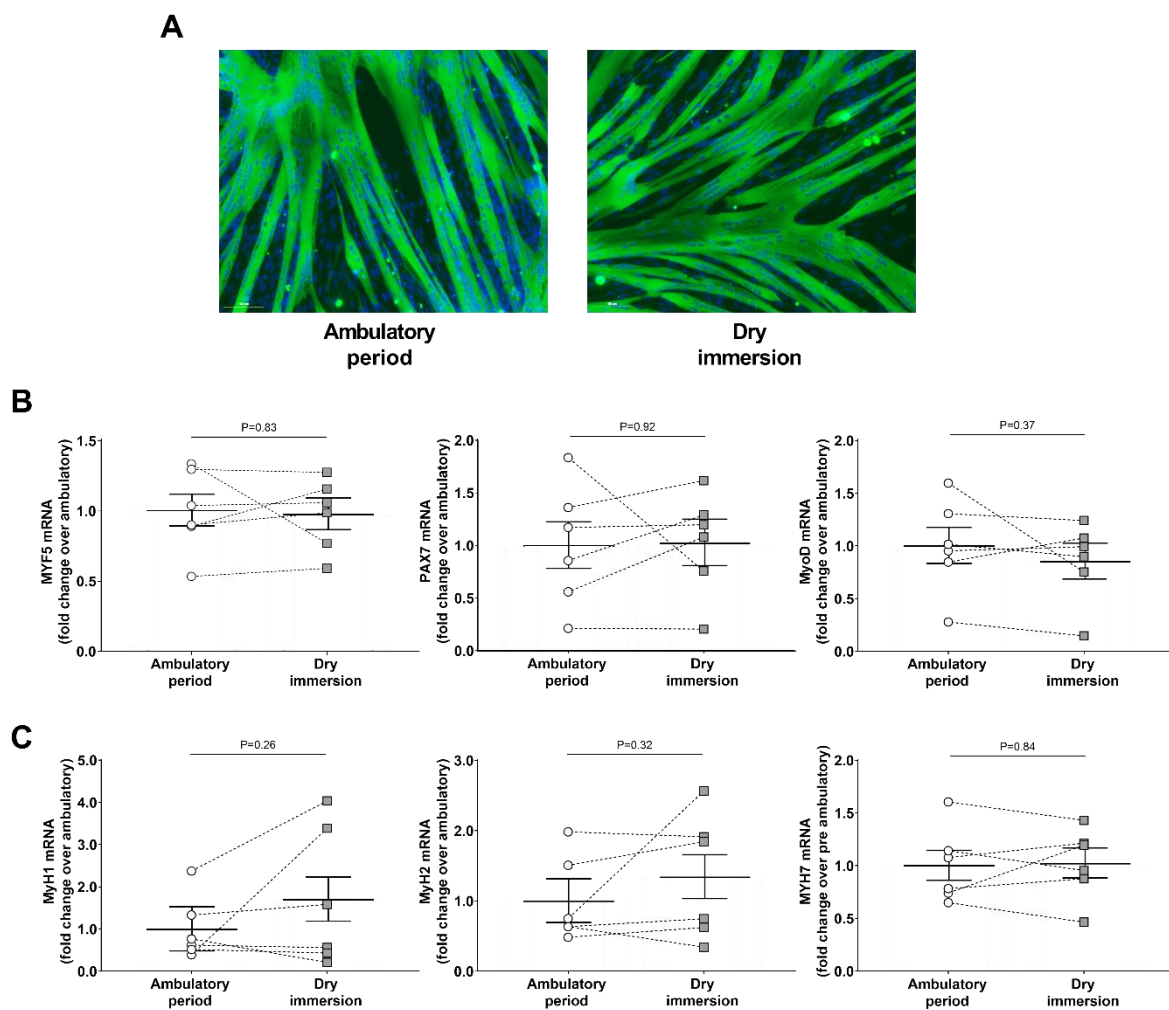 A
Ambulatory
period
Dry
immersion
B
MYF5 mRNA
(fold change over ambulatory)
P=0.83
1.5
1.0
0.5
0.0
Ambulatory
period
Dry
immersion
PAX7 mRNA
(fold change over ambulatory)
P=0.92
2.0
1.5
1.0
0.5
0.0
Ambulatory
period
Dry
immersion
MyoD mRNA
(fold change over ambulatory)
P=0.37
2.0
1.5
1.0
0.5
0.0
Ambulatory
period
Dry
immersion
C
MyH1 mRNA
(fold change over ambulatory)
P=0.26
5.0
4.0
3.0
2.0
1.0
0.0
Ambulatory
period
Dry
immersion
MyH2 mRNA
(fold change over ambulatory)
P=0.32
3.0
2.0
1.0
0.0
Ambulatory
period
Dry
immersion
MYH7 mRNA
(fold change over pre ambulatory)
P=0.84
2.0
1.5
1.0
0.5
0.0
Ambulatory
period
Dry
immersion